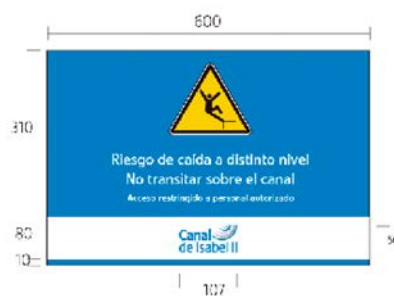 600
310
Riesgo de caída a distinto nivel
No transitar sobre el canal
Acceso restringido a personal autorizado
80
Canal
de Isabel II
10
107